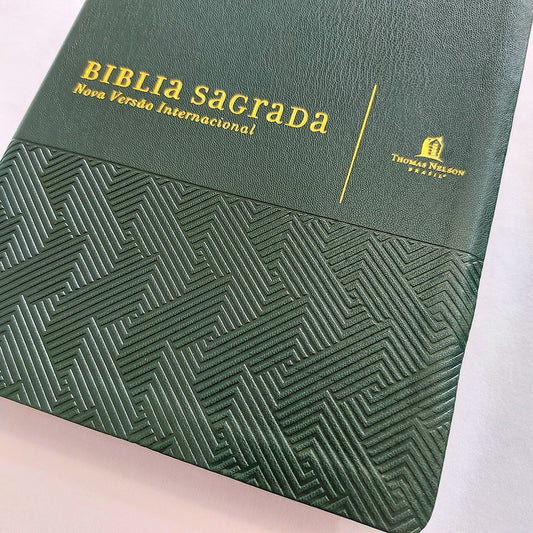 BIBLIA SAGRADA
Nova Versão Internacional
THOMAS NELSON
BRASIL®